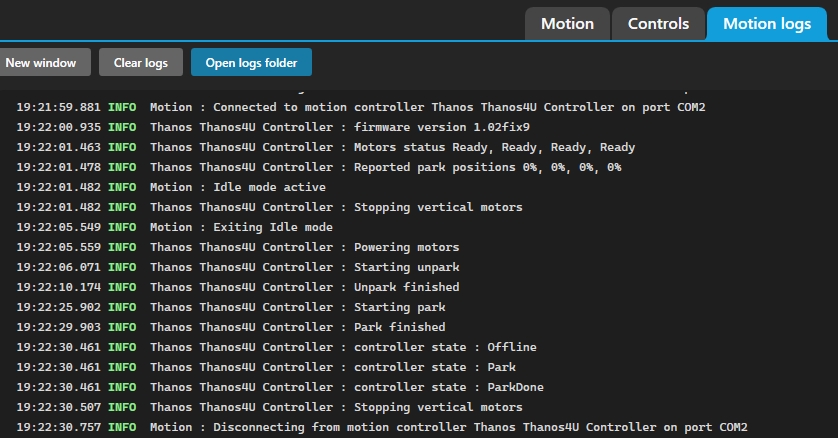 Motion Controls Motion logs
New window Clear logs Open logs folder
19:21:59.881 INFO Motion : Connected to motion controller Thanos Thanos4U Controller on port COM2
19:22:00.935 INFO Thanos Thanos4U Controller : firmware version 1.02fix9
19:22:01.463 INFO Thanos Thanos4U Controller : Motors status Ready, Ready, Ready, Ready
19:22:01.478 INFO Thanos Thanos4U Controller : Reported park positions 0%, 0%, 0%, 0%
19:22:01.482 INFO Motion : Idle mode active
19:22:01.482 INFO Thanos Thanos4U Controller : Stopping vertical motors
19:22:05.549 INFO Motion : Exiting Idle mode
19:22:05.559 INFO Thanos Thanos4U Controller : Powering motors
19:22:06.071 INFO Thanos Thanos4U Controller : Starting unpark
19:22:10.174 INFO Thanos Thanos4U Controller : Unpark finished
19:22:25.902 INFO Thanos Thanos4U Controller : Starting park
19:22:29.903 INFO Thanos Thanos4U Controller : Park finished
19:22:30.461 INFO Thanos Thanos4U Controller : controller state : Offline
19:22:30.461 INFO Thanos Thanos4U Controller : controller state : Park
19:22:30.461 INFO Thanos Thanos4U Controller : controller state : ParkDone
19:22:30.507 INFO Thanos Thanos4U Controller : Stopping vertical motors
19:22:30.757 INFO Motion : Disconnecting from motion controller Thanos Thanos4U Controller on port COM2